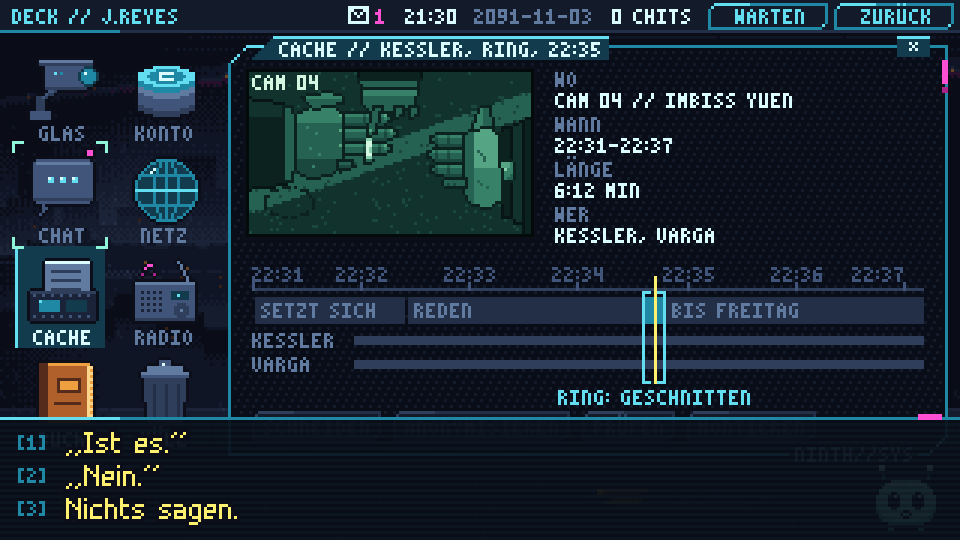 DECK // J.REYES
1 21:30 2091-11-03 0 CHITS
WARTEN
ZURÜCK
CACHE // KESSLER, RING, 22:35
x
CAM 04
WO
CAM 04 // IMBISS YUEN
WANN
22:31-22:37
LÄNGE
6:12 MIN
WER
KESSLER, VARGA
GLAS
KONTO
CHAT
NETZ
CACHE
RADIO
22:31 22:32 22:33 22:34 22:35 22:36 22:37
SETZT SICH
REDEN
BIS FREITAG
KESSLER
VARGA
RING: GESCHNITTEN
[1] „Ist es.“
[2] „Nein.“
[3] Nichts sagen.
NINTH//SYS